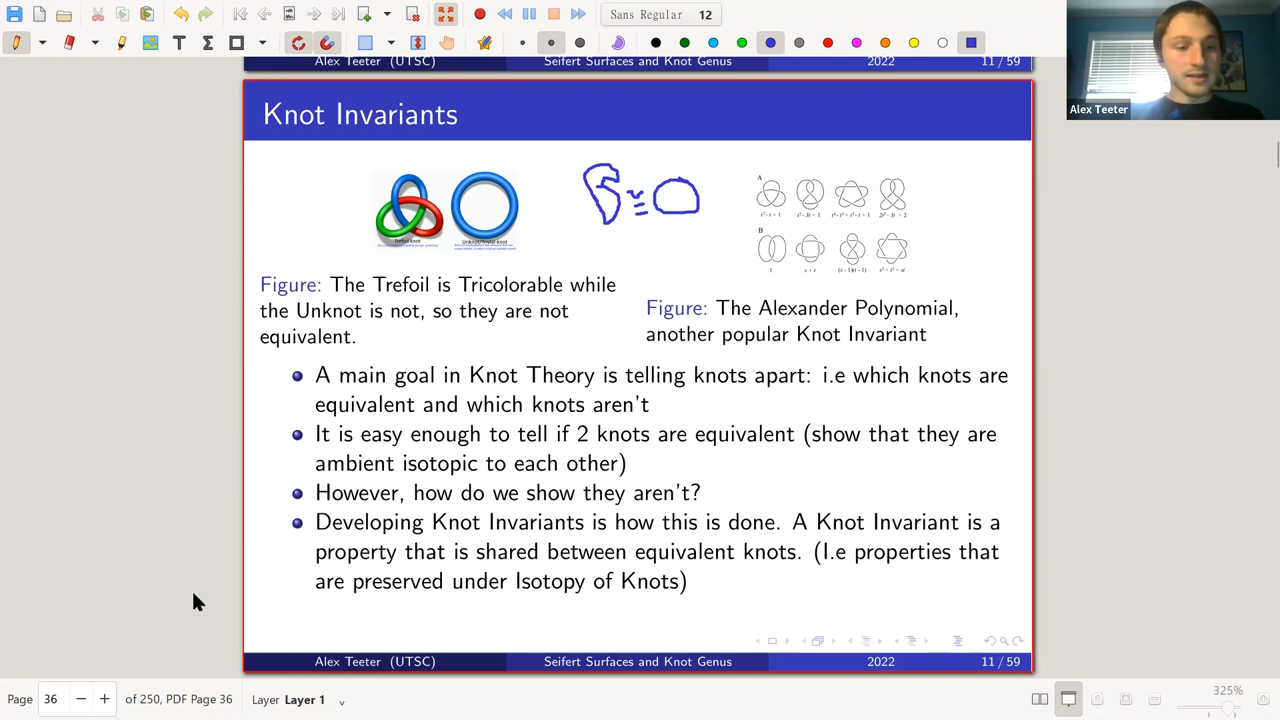 Sans Regular 12
Alex Teeter (UTSC) Seifert Surfaces and Knot Genus 2022 11 / 59
Alex Teeter
Knot Invariants
≅
A
B
Trefoil knot
Unknot/trivial knot
Figure: The Trefoil is Tricolorable while
the Unknot is not, so they are not
equivalent.
Figure: The Alexander Polynomial,
another popular Knot Invariant
A main goal in Knot Theory is telling knots apart: i.e which knots are
equivalent and which knots aren't
It is easy enough to tell if 2 knots are equivalent (show that they are
ambient isotopic to each other)
However, how do we show they aren't?
Developing Knot Invariants is how this is done. A Knot Invariant is a
property that is shared between equivalent knots. (I.e properties that
are preserved under Isotopy of Knots)
Alex Teeter (UTSC) Seifert Surfaces and Knot Genus 2022 11 / 59
Page 36 of 250, PDF Page 36 Layer Layer 1 325%